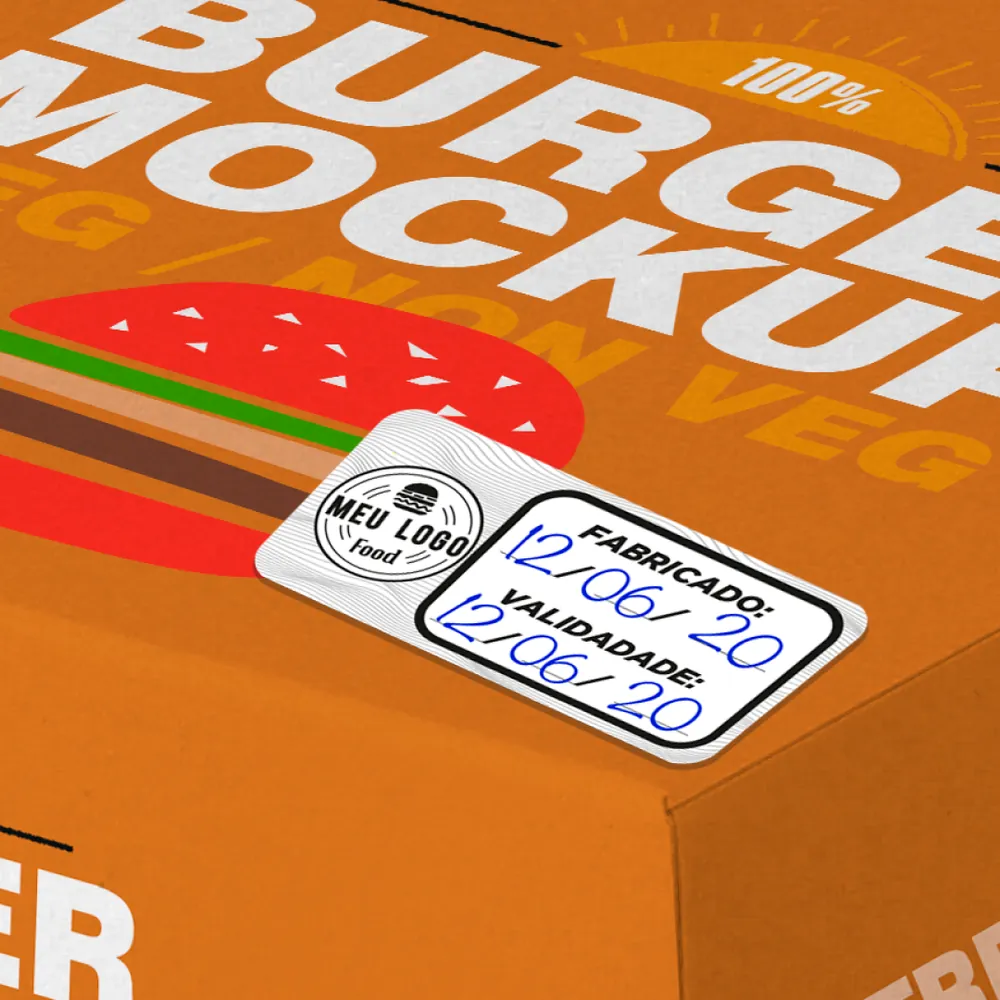 100%
BURGE
MOCKUP
EG / NON VEG
MEU LOGO
Food
FABRICADO:
12/06/20
VALIDADADE:
12/06/20
ER